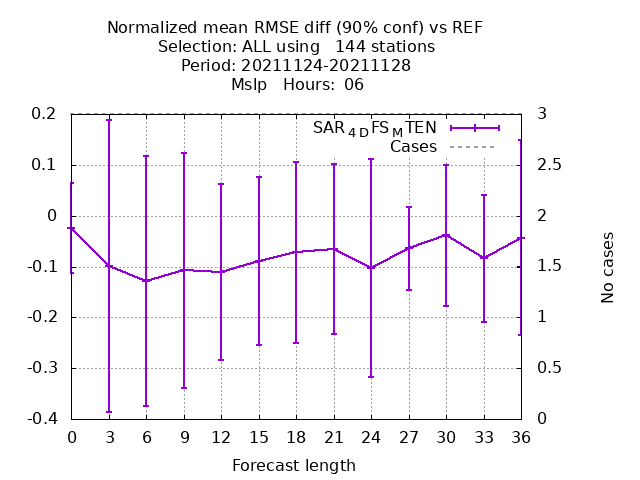 Normalized mean RMSE diff (90% conf) vs REF
Selection: ALL using   144 stations
Period: 20211124-20211128
Mslp   Hours:  06
SAR4DFSMTEN
Cases
0.2
0.1
0
-0.1
-0.2
-0.3
-0.4
3
2.5
2
1.5
1
0.5
0
No cases
0 3 6 9 12 15 18 21 24 27 30 33 36
Forecast length